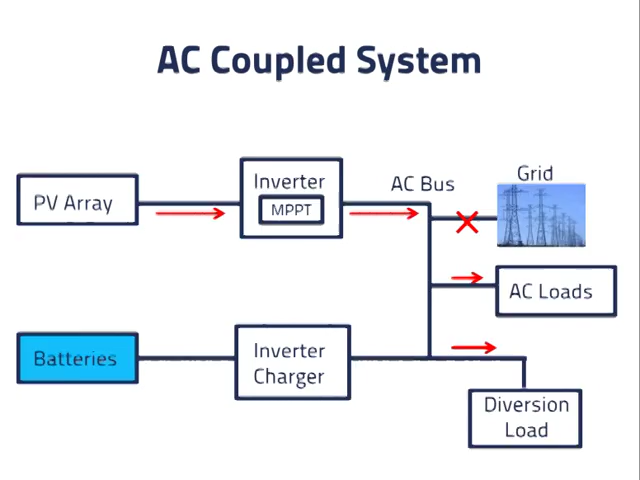 AC Coupled System
PV Array
Inverter
MPPT
AC Bus
Grid
AC Loads
Batteries
Inverter
Charger
Diversion
Load